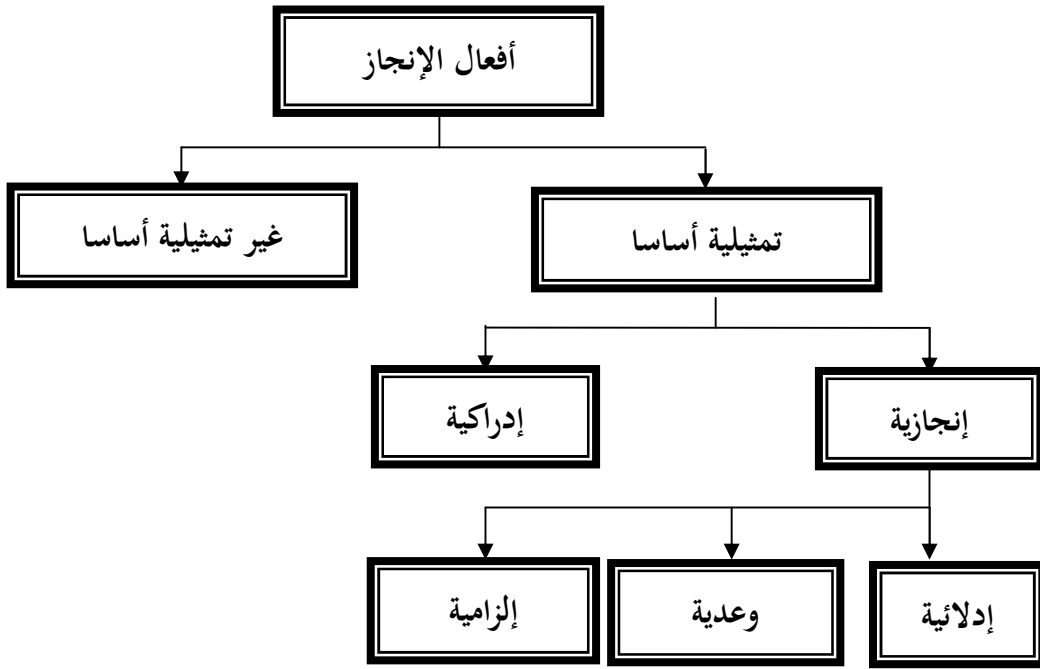 أفعال الإنجاز
تمثيلية أساسا
غير تمثيلية أساسا
إنجازية
إدراكية
إدلائية
وعدية
إلزامية